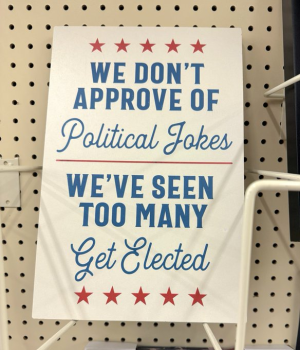 WE DON'T
APPROVE OF
Political Jokes
WE'VE SEEN
TOO MANY
Get Elected